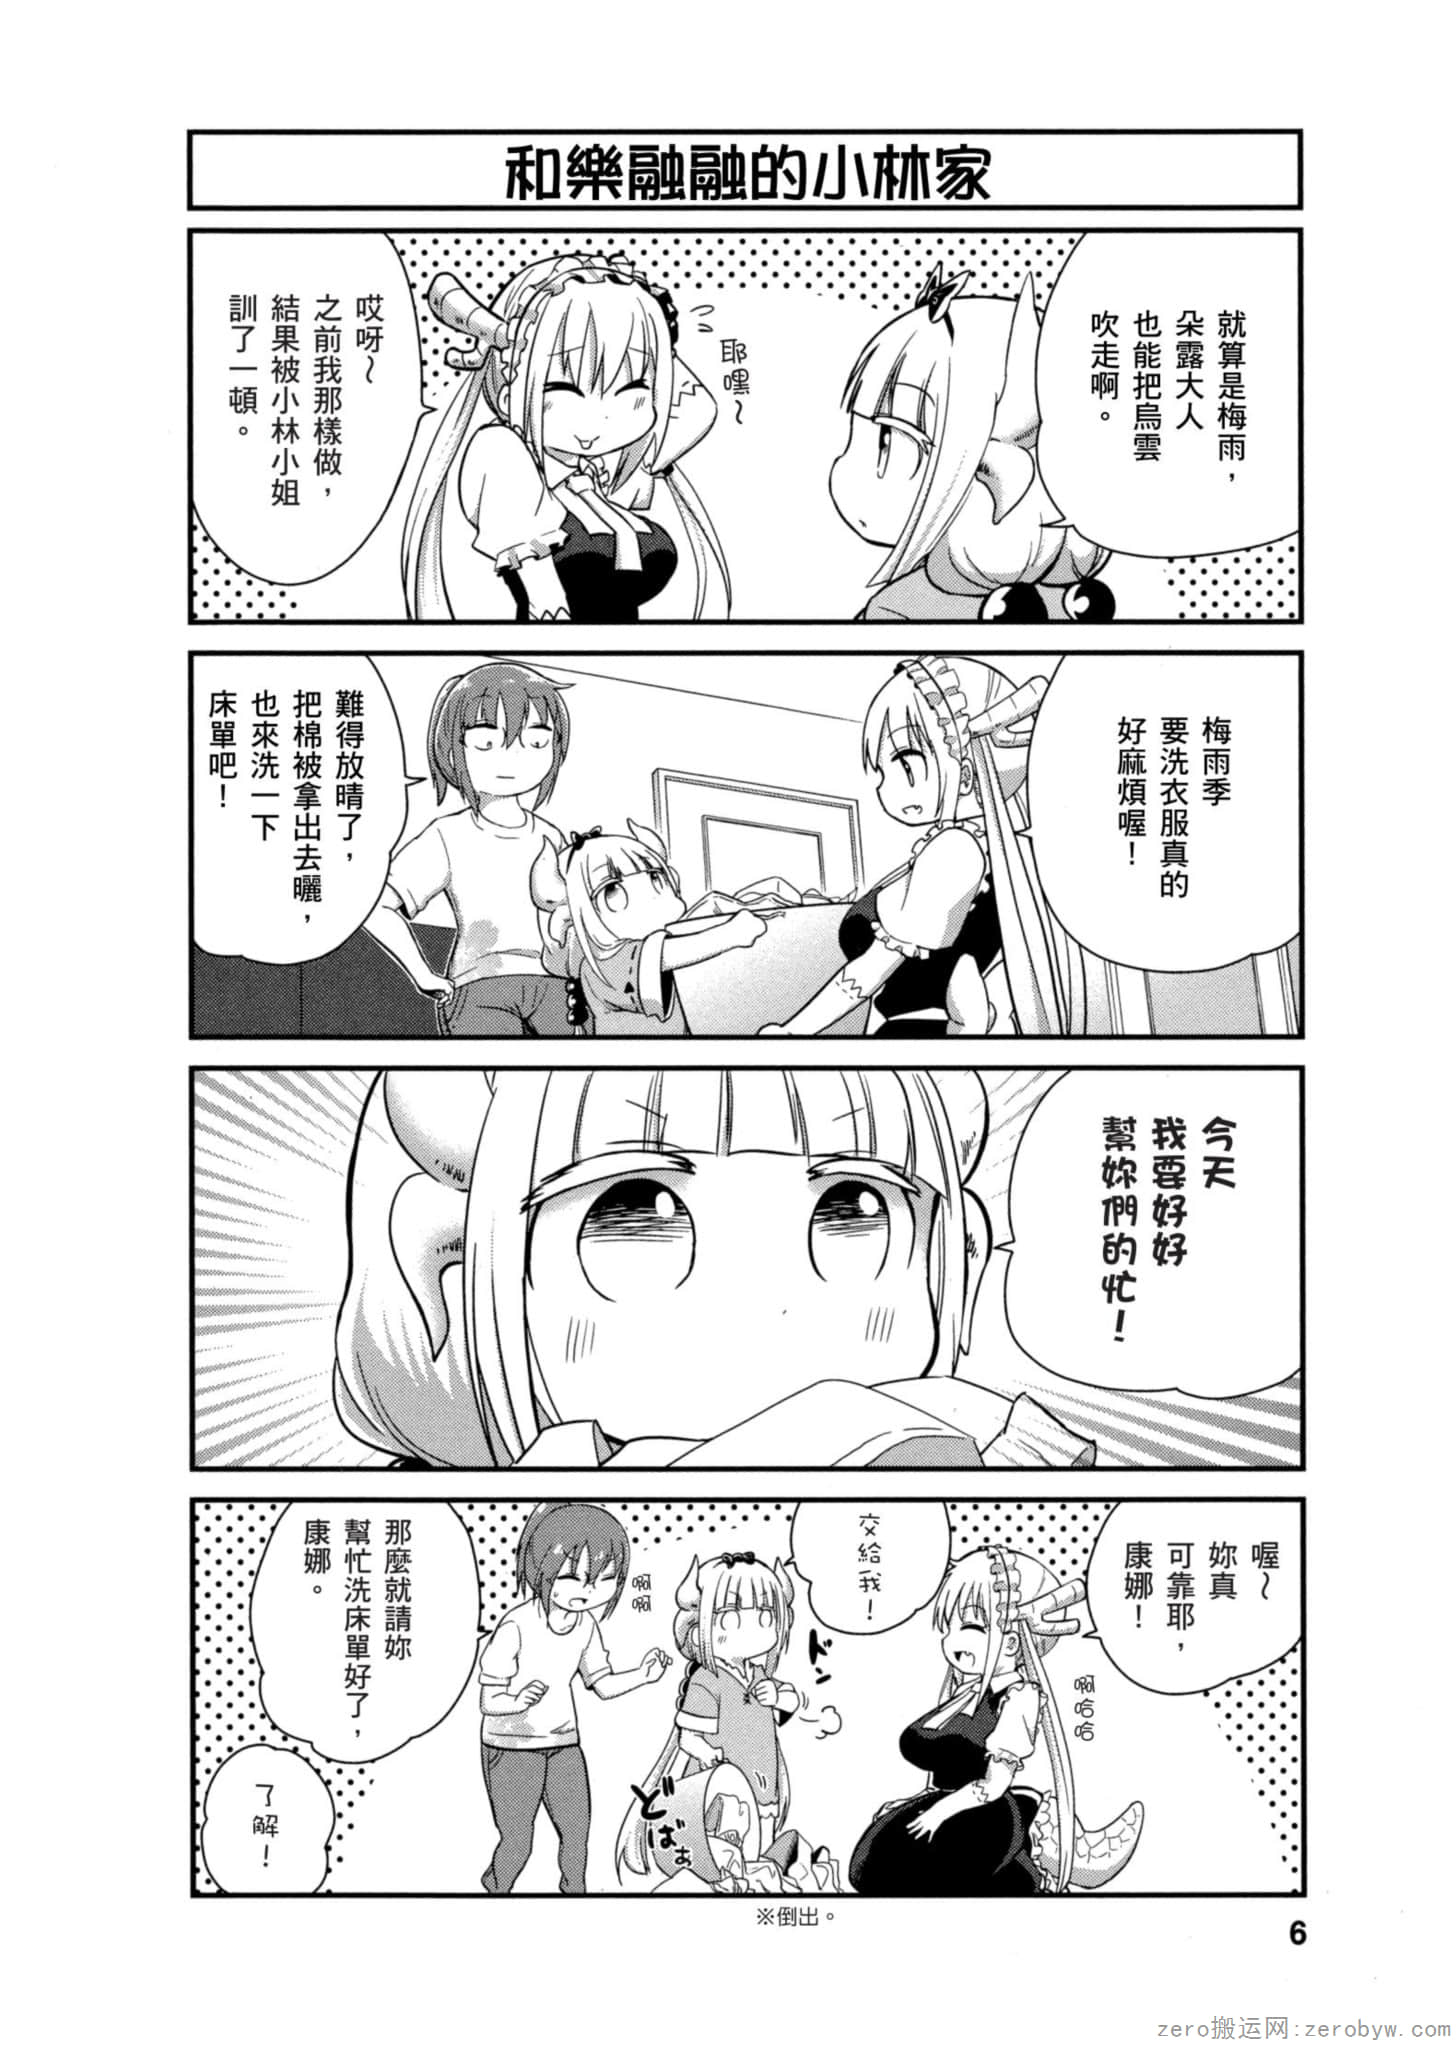 和樂融融的小林家
就算是梅雨，
朵露大人
也能把烏雲
吹走啊。
耶嘿～
哎呀～
之前我那樣做，
結果被小林小姐
訓了一頓。
梅雨季
要洗衣服真的
好麻煩喔！
難得放晴了，
把棉被拿出去曬，
也來洗一下
床單吧！
今天
我要好好
幫妳們的忙！
喔～
妳真
可靠耶，
康娜！
啊哈哈
交給我！
ドン
啊啊
どばぁ
那麼就請妳
幫忙洗床單好了，
康娜。
了解！
※倒出。
6
zero搬运网:zerobyw.com